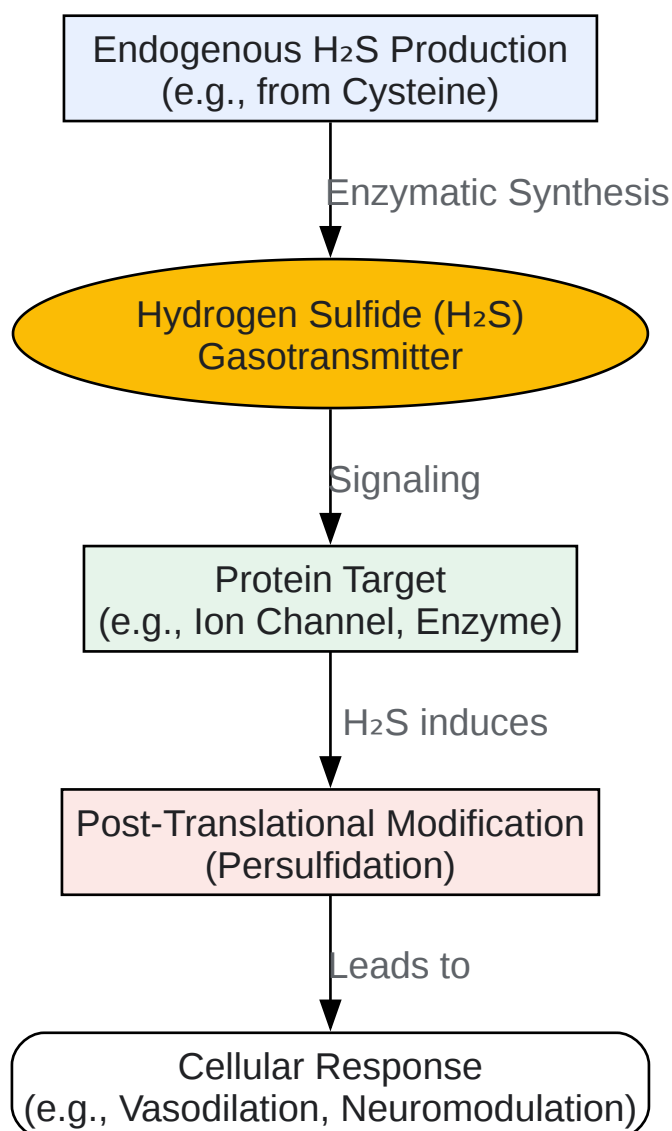 Endogenous H₂S Production
(e.g., from Cysteine)
Enzymatic Synthesis
Hydrogen Sulfide (H₂S)
Gasotransmitter
Signaling
Protein Target
(e.g., Ion Channel, Enzyme)
H₂S induces
Post-Translational Modification
(Persulfidation)
Leads to
Cellular Response
(e.g., Vasodilation, Neuromodulation)